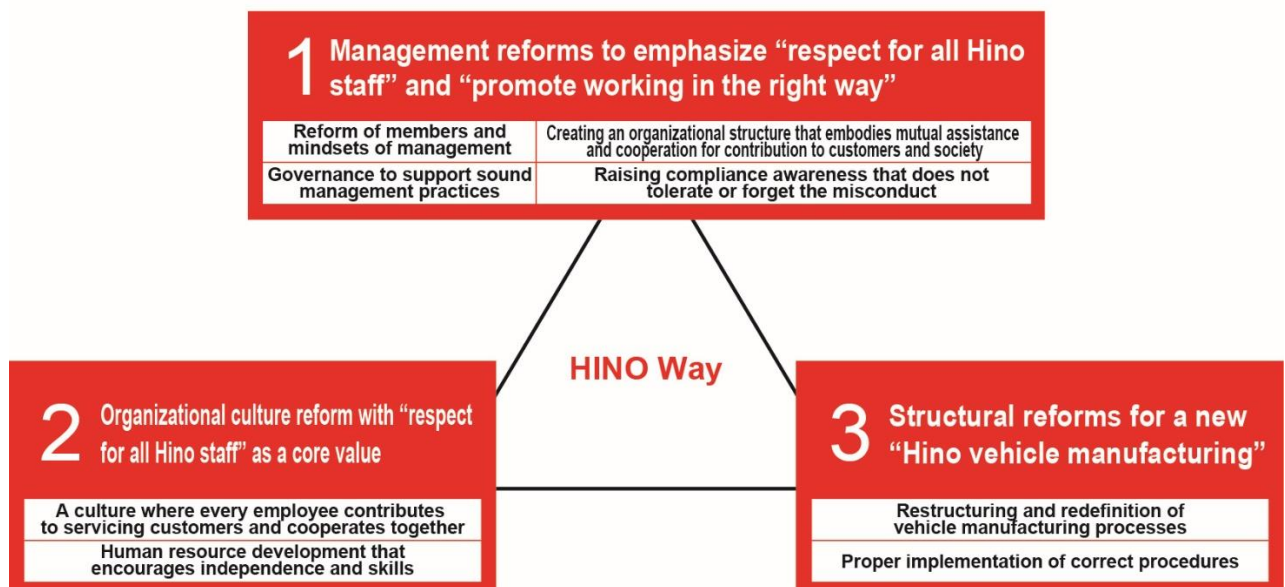 1
Management reforms to emphasize “respect for all Hino
staff” and “promote working in the right way”
Reform of members and
mindsets of management
Creating an organizational structure that embodies mutual assistance
and cooperation for contribution to customers and society
Governance to support sound
management practices
Raising compliance awareness that does not
tolerate or forget the misconduct
HINO Way
2
Organizational culture reform with “respect
for all Hino staff” as a core value
A culture where every employee contributes
to servicing customers and cooperates together
Human resource development that
encourages independence and skills
3
Structural reforms for a new
“Hino vehicle manufacturing”
Restructuring and redefinition of
vehicle manufacturing processes
Proper implementation of correct procedures